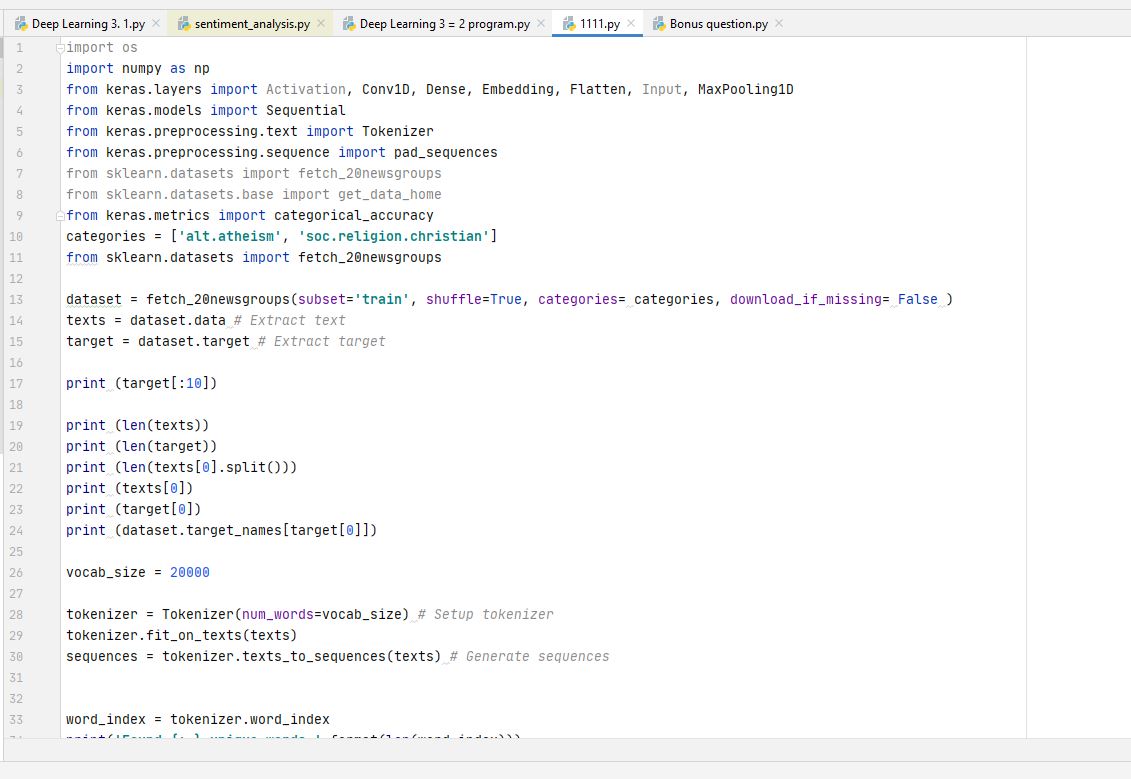 Deep Learning 3. 1.py sentiment_analysis.py Deep Learning 3 = 2 program.py 1111.py Bonus question.py
1 import os
2 import numpy as np
3 from keras.layers import Activation, Conv1D, Dense, Embedding, Flatten, Input, MaxPooling1D
4 from keras.models import Sequential
5 from keras.preprocessing.text import Tokenizer
6 from keras.preprocessing.sequence import pad_sequences
7 from sklearn.datasets import fetch_20newsgroups
8 from sklearn.datasets.base import get_data_home
9 from keras.metrics import categorical_accuracy
10 categories = ['alt.atheism', 'soc.religion.christian']
11 from sklearn.datasets import fetch_20newsgroups
12
13 dataset = fetch_20newsgroups(subset='train', shuffle=True, categories= categories, download_if_missing= False )
14 texts = dataset.data # Extract text
15 target = dataset.target # Extract target
16
17 print (target[:10])
18
19 print (len(texts))
20 print (len(target))
21 print (len(texts[0].split()))
22 print (texts[0])
23 print (target[0])
24 print (dataset.target_names[target[0]])
25
26 vocab_size = 20000
27
28 tokenizer = Tokenizer(num_words=vocab_size) # Setup tokenizer
29 tokenizer.fit_on_texts(texts)
30 sequences = tokenizer.texts_to_sequences(texts) # Generate sequences
31
32
33 word_index = tokenizer.word_index